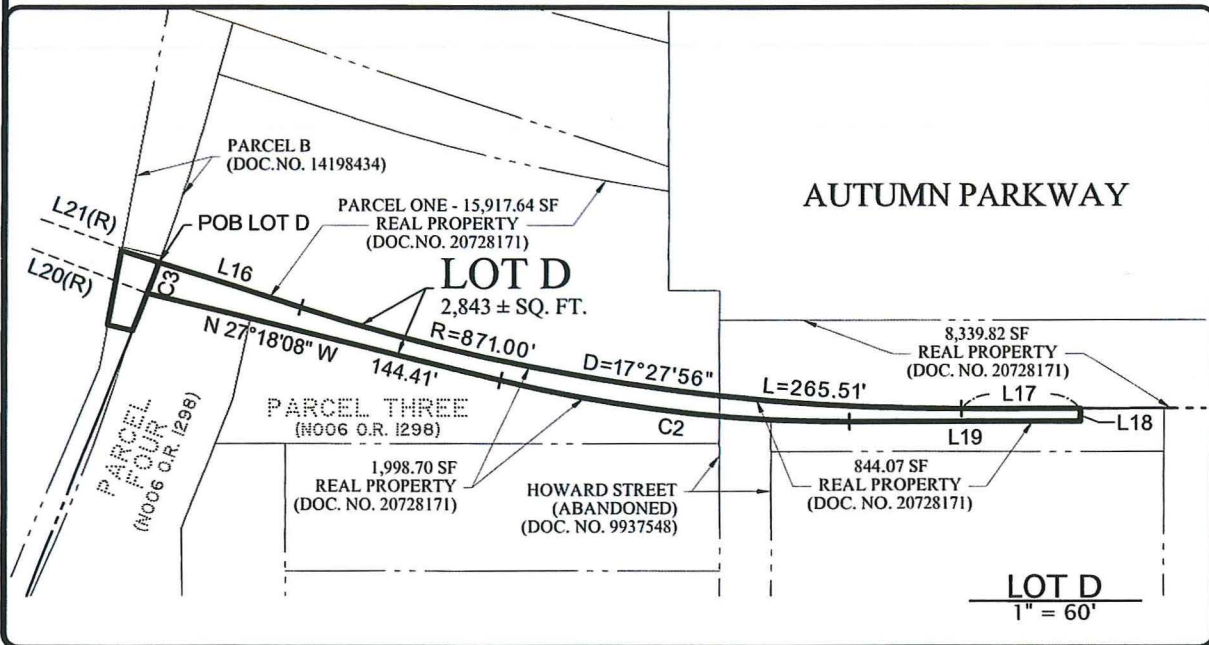 PARCEL B
(DOC.NO. 14198434)
L21(R)
L20(R)
POB LOT D
C3
L16
PARCEL ONE - 15,917.64 SF
REAL PROPERTY
(DOC.NO. 20728171)
AUTUMN PARKWAY
LOT D
2,843 ± SQ. FT.
N 27°18'08" W
144.41'
R=871.00'
D=17°27'56"
L=265.51'
8,339.82 SF
REAL PROPERTY
(DOC. NO. 20728171)
L17
L18
L19
C2
PARCEL THREE
(N006 O.R. 1298)
PARCEL
FOUR
(N006 O.R. 1298)
1,998.70 SF
REAL PROPERTY
(DOC. NO. 20728171)
HOWARD STREET
(ABANDONED)
(DOC. NO. 9937548)
844.07 SF
REAL PROPERTY
(DOC. NO. 20728171)
LOT D
1" = 60'